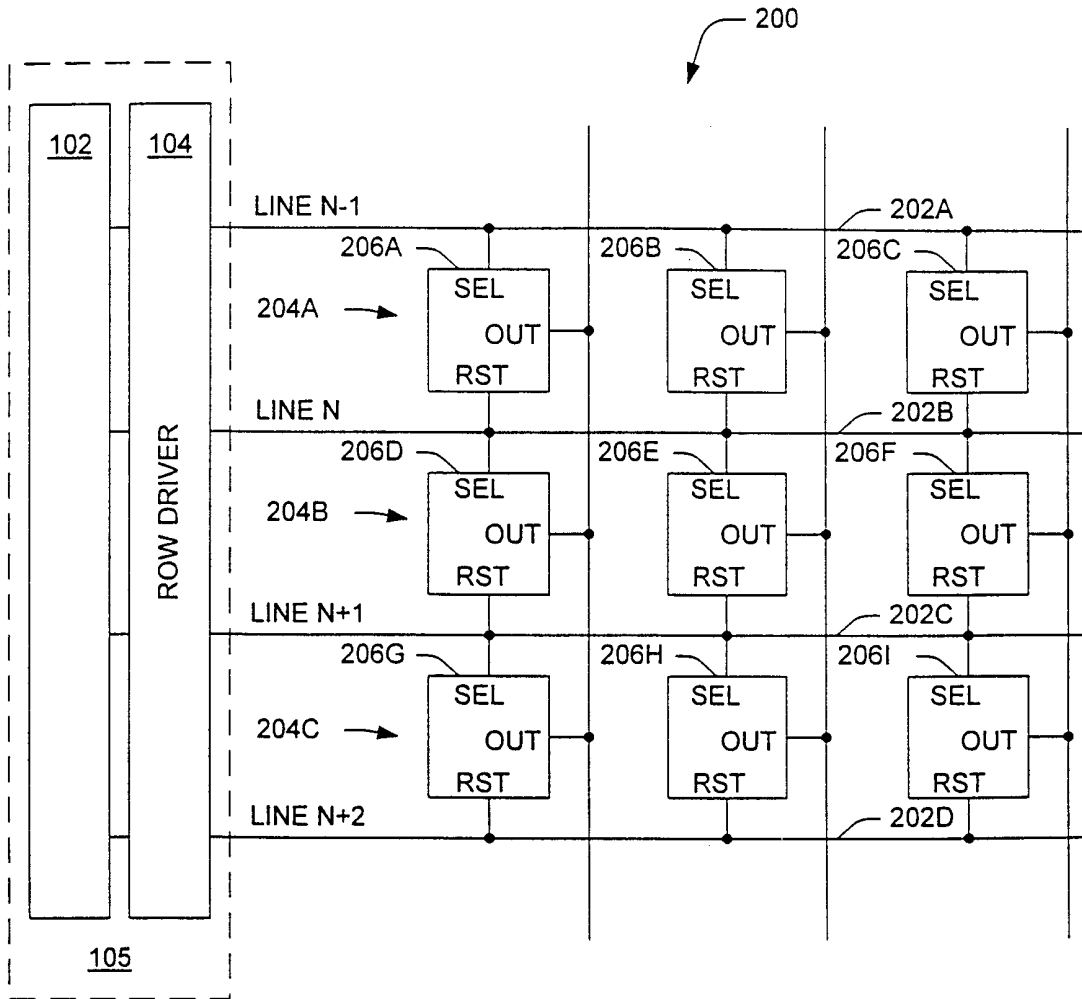 200
102
104
ROW DRIVER
105
LINE N-1
202A
206A
206B
206C
204A
SEL
OUT
RST
SEL
OUT
RST
SEL
OUT
RST
LINE N
202B
206D
206E
206F
204B
SEL
OUT
RST
SEL
OUT
RST
SEL
OUT
RST
LINE N+1
202C
206G
206H
206I
204C
SEL
OUT
RST
SEL
OUT
RST
SEL
OUT
RST
LINE N+2
202D